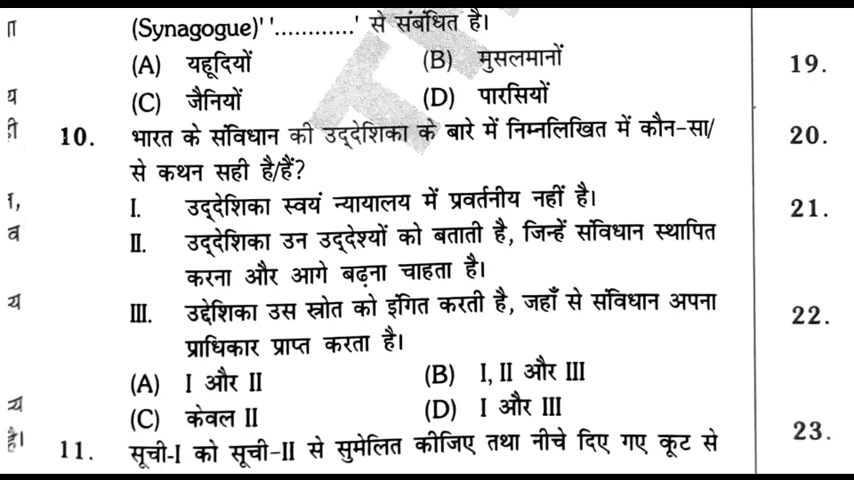 ा
(Synagogue)' '............' से संबंधित है।
(A) यहूदियों (B) मुसलमानों
19.
य
(C) जैनियों (D) पारसियों
ही
10. भारत के संविधान की उद्देशिका के बारे में निम्नलिखित में कौन-सा/
20.
से कथन सही है/हैं?
I. उद्देशिका स्वयं न्यायालय में प्रवर्तनीय नहीं है।
21.
व
II. उद्देशिका उन उद्देश्यों को बताती है, जिन्हें संविधान स्थापित
करना और आगे बढ़ना चाहता है।
य
III. उद्देशिका उस स्रोत को इंगित करती है, जहाँ से संविधान अपना
22.
प्राधिकार प्राप्त करता है।
(A) I और II (B) I, II और III
(C) केवल II (D) I और III
है।
23.
11. सूची-I को सूची-II से सुमेलित कीजिए तथा नीचे दिए गए कूट से